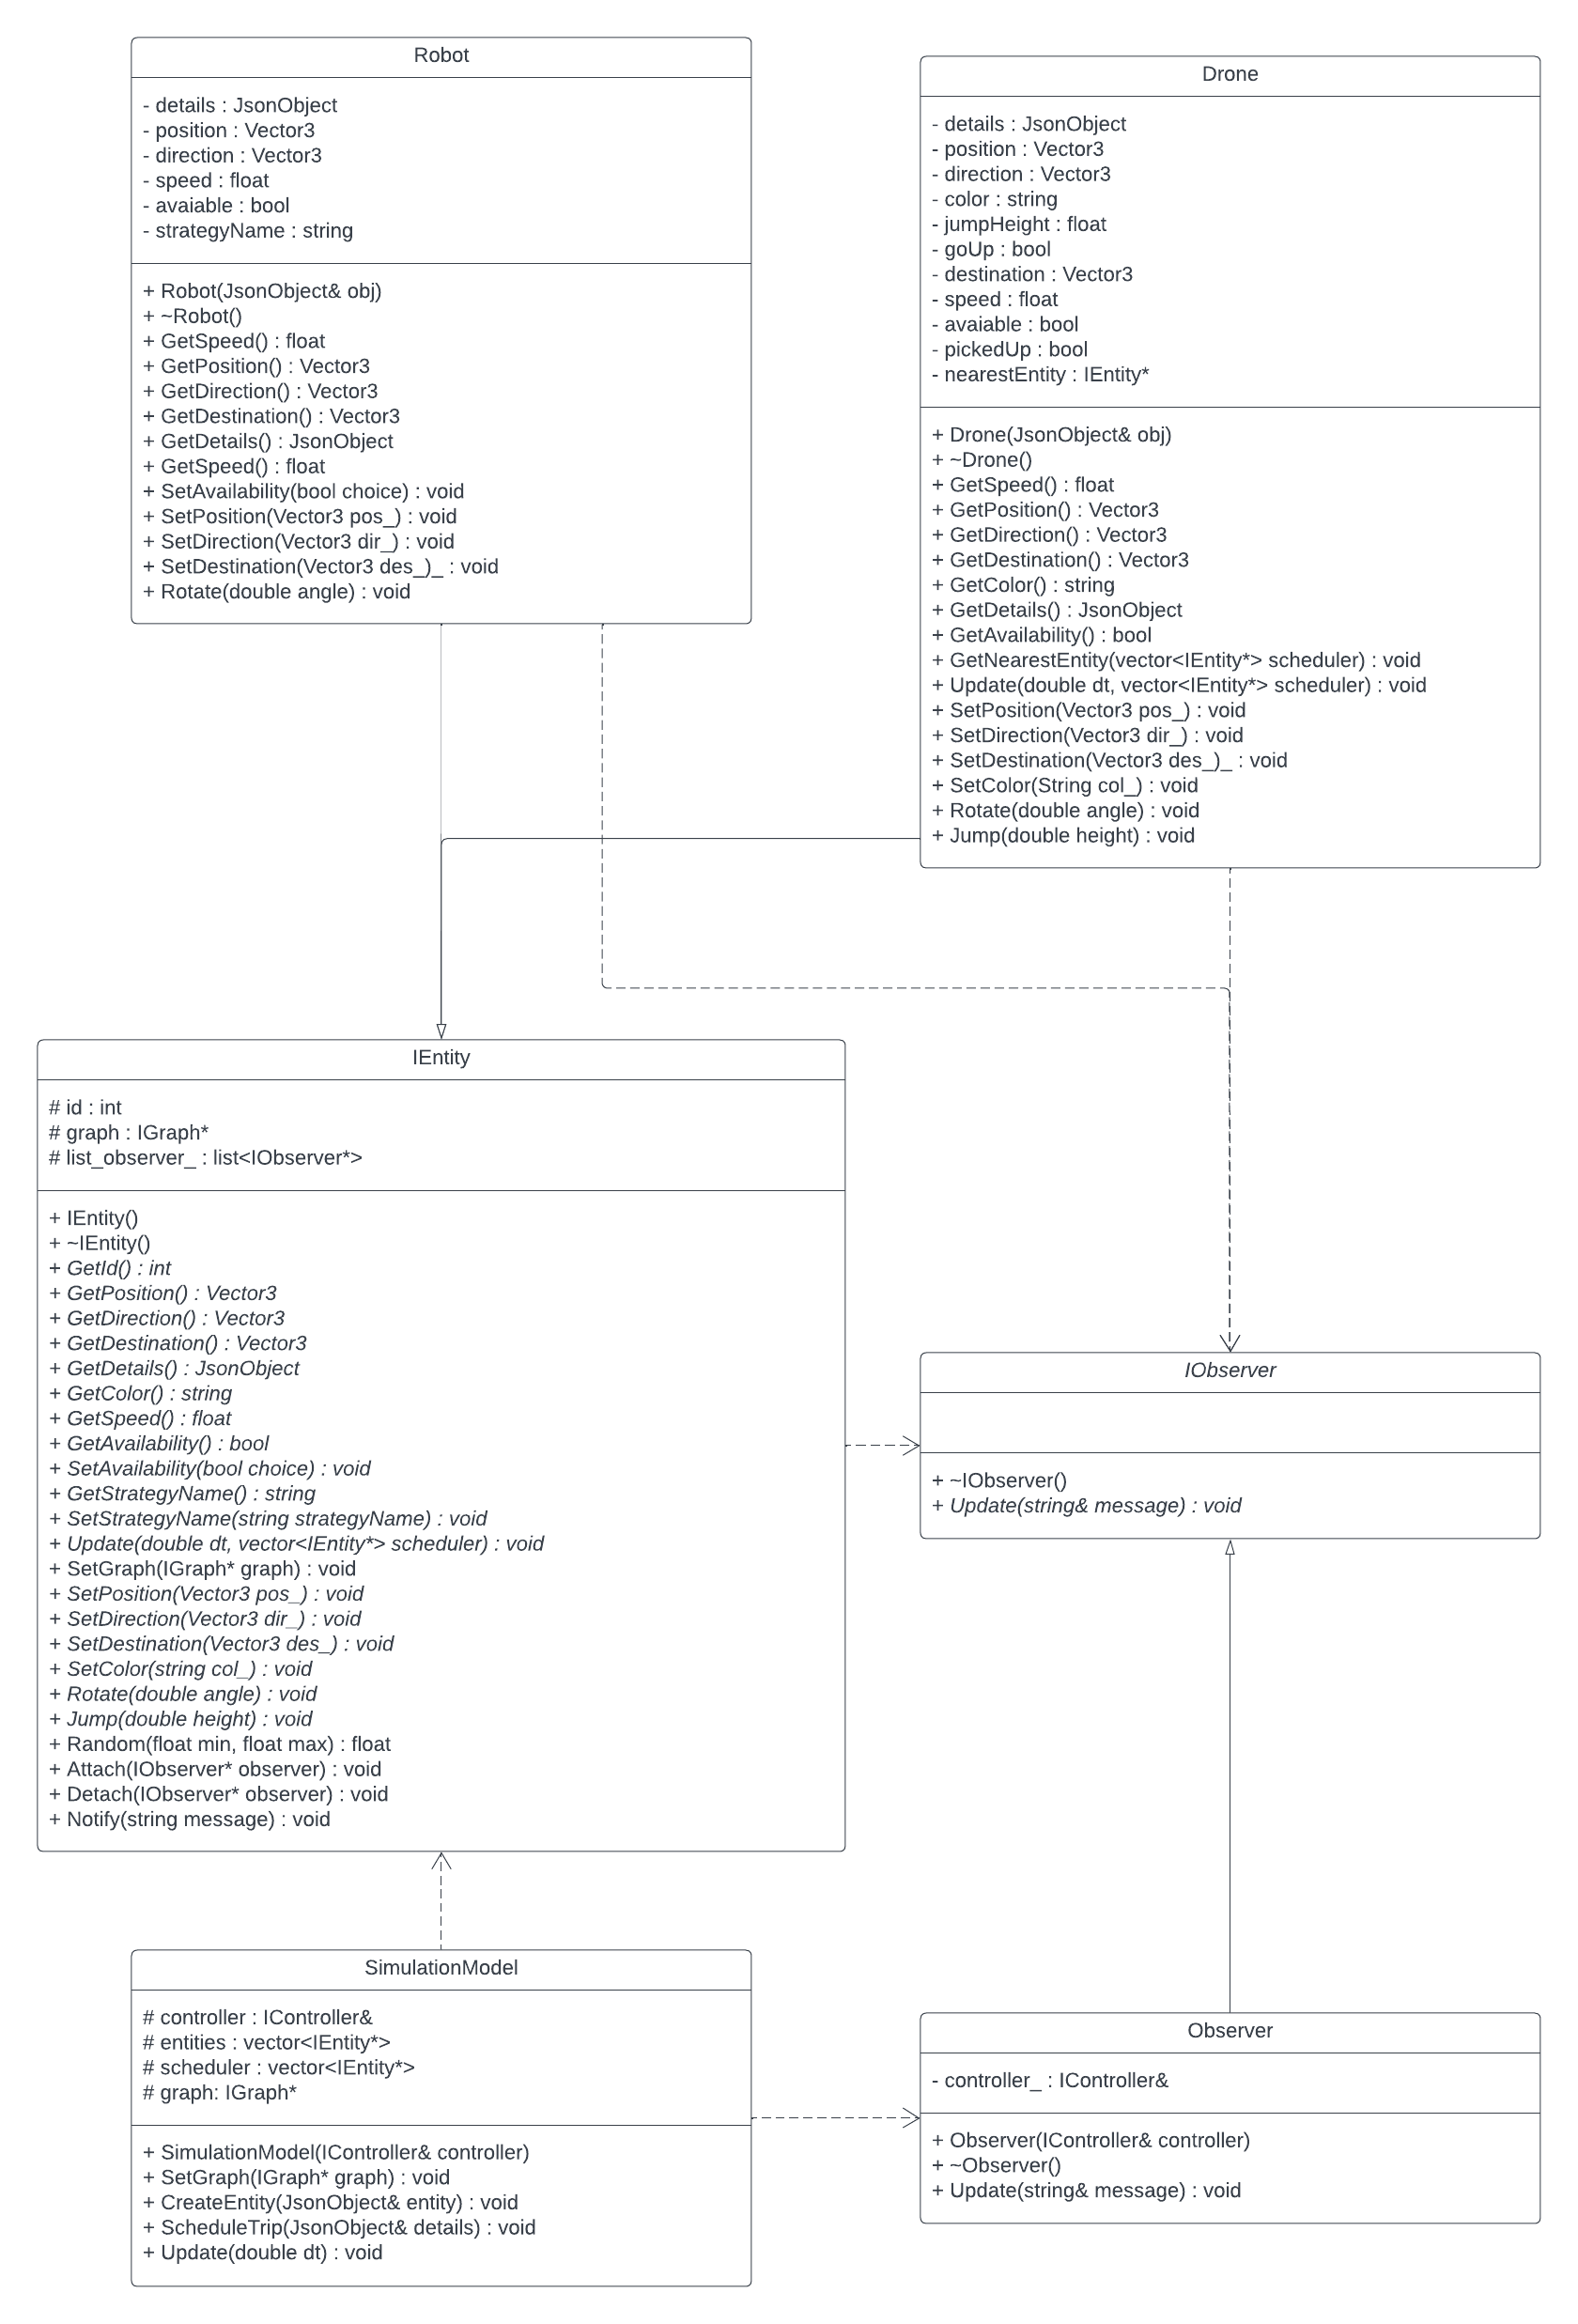 Robot
- details : JsonObject
- position : Vector3
- direction : Vector3
- speed : float
- avaiable : bool
- strategyName : string
+ Robot(JsonObject& obj)
+ ~Robot()
+ GetSpeed() : float
+ GetPosition() : Vector3
+ GetDirection() : Vector3
+ GetDestination() : Vector3
+ GetDetails() : JsonObject
+ GetSpeed() : float
+ SetAvailability(bool choice) : void
+ SetPosition(Vector3 pos_) : void
+ SetDirection(Vector3 dir_) : void
+ SetDestination(Vector3 des_)_ : void
+ Rotate(double angle) : void
Drone
- details : JsonObject
- position : Vector3
- direction : Vector3
- color : string
- jumpHeight : float
- goUp : bool
- destination : Vector3
- speed : float
- avaiable : bool
- pickedUp : bool
- nearestEntity : IEntity*
+ Drone(JsonObject& obj)
+ ~Drone()
+ GetSpeed() : float
+ GetPosition() : Vector3
+ GetDirection() : Vector3
+ GetDestination() : Vector3
+ GetColor() : string
+ GetDetails() : JsonObject
+ GetAvailability() : bool
+ GetNearestEntity(vector<IEntity*> scheduler) : void
+ Update(double dt, vector<IEntity*> scheduler) : void
+ SetPosition(Vector3 pos_) : void
+ SetDirection(Vector3 dir_) : void
+ SetDestination(Vector3 des_)_ : void
+ SetColor(String col_) : void
+ Rotate(double angle) : void
+ Jump(double height) : void
IEntity
# id : int
# graph : IGraph*
# list_observer_ : list<IObserver*>
+ IEntity()
+ ~IEntity()
+ GetId() : int
+ GetPosition() : Vector3
+ GetDirection() : Vector3
+ GetDestination() : Vector3
+ GetDetails() : JsonObject
+ GetColor() : string
+ GetSpeed() : float
+ GetAvailability() : bool
+ SetAvailability(bool choice) : void
+ GetStrategyName() : string
+ SetStrategyName(string strategyName) : void
+ Update(double dt, vector<IEntity*> scheduler) : void
+ SetGraph(IGraph* graph) : void
+ SetPosition(Vector3 pos_) : void
+ SetDirection(Vector3 dir_) : void
+ SetDestination(Vector3 des_) : void
+ SetColor(string col_) : void
+ Rotate(double angle) : void
+ Jump(double height) : void
+ Random(float min, float max) : float
+ Attach(IObserver* observer) : void
+ Detach(IObserver* observer) : void
+ Notify(string message) : void
IObserver
+ ~IObserver()
+ Update(string& message) : void
SimulationModel
# controller : IController&
# entities : vector<IEntity*>
# scheduler : vector<IEntity*>
# graph: IGraph*
+ SimulationModel(IController& controller)
+ SetGraph(IGraph* graph) : void
+ CreateEntity(JsonObject& entity) : void
+ ScheduleTrip(JsonObject& details) : void
+ Update(double dt) : void
Observer
- controller_ : IController&
+ Observer(IController& controller)
+ ~Observer()
+ Update(string& message) : void